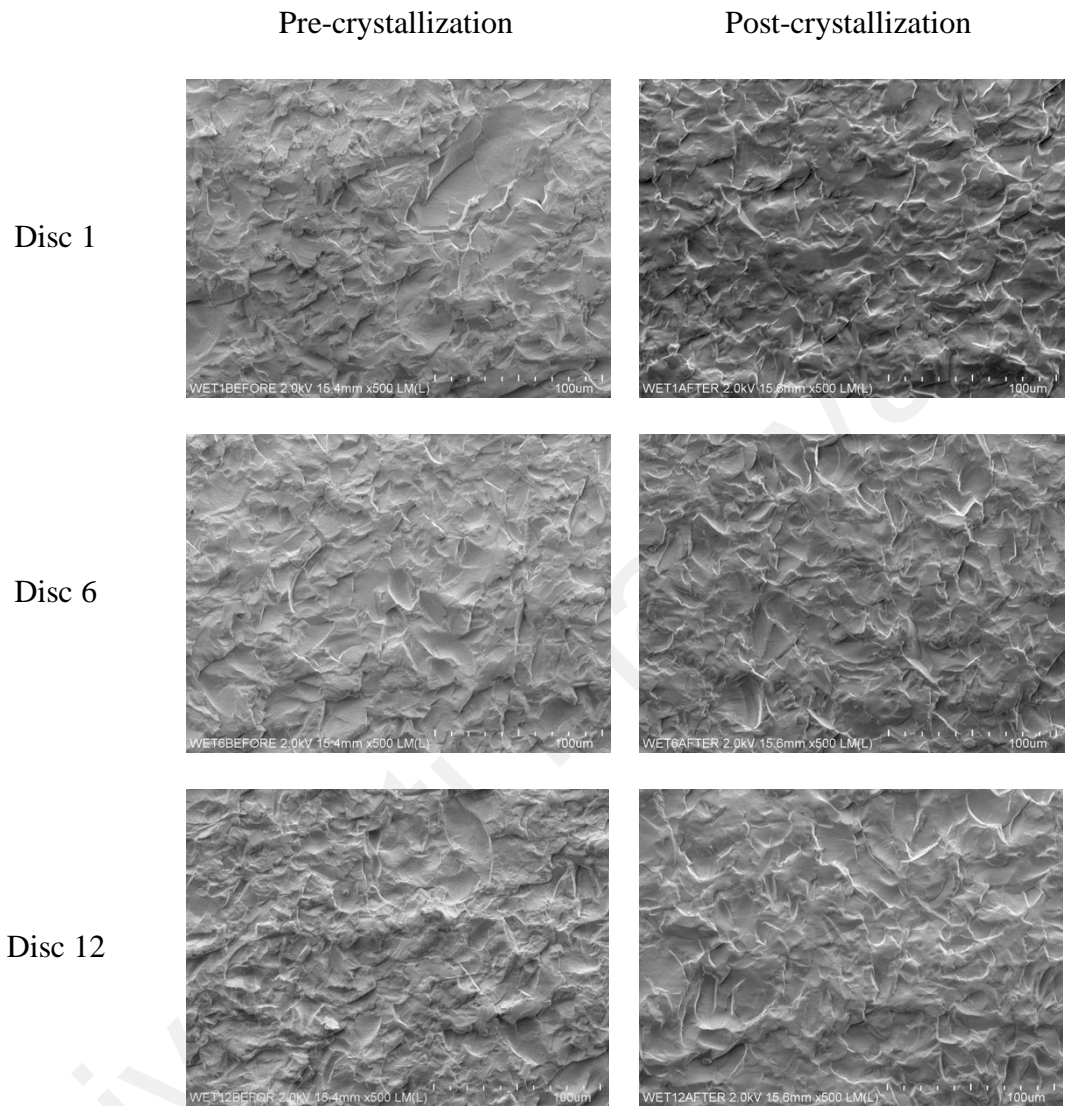 Pre-crystallization Post-crystallization
Disc 1
WET1BEFORE 2.0kV 15.4mm x500 LM(L) 100um
WET1AFTER 2.0kV 15.6mm x500 LM(L) 100um
Disc 6
WET6BEFORE 2.0kV 15.4mm x500 LM(L) 100um
WET6AFTER 2.0kV 15.6mm x500 LM(L) 100um
Disc 12
WET12BEFOR 2.0kV 15.4mm x500 LM(L) 100um
WET12AFTER 2.0kV 15.6mm x500 LM(L) 100um